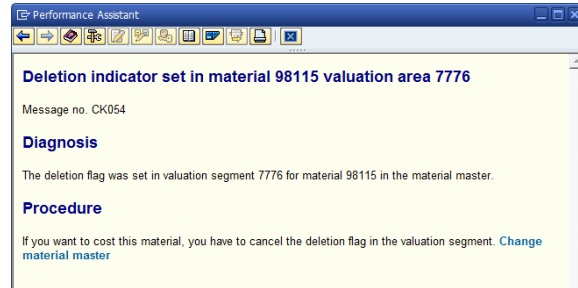 Performance Assistant
Deletion indicator set in material 98115 valuation area 7776
Message no. CK054
Diagnosis
The deletion flag was set in valuation segment 7776 for material 98115 in the material master.
Procedure
If you want to cost this material, you have to cancel the deletion flag in the valuation segment. Change
material master